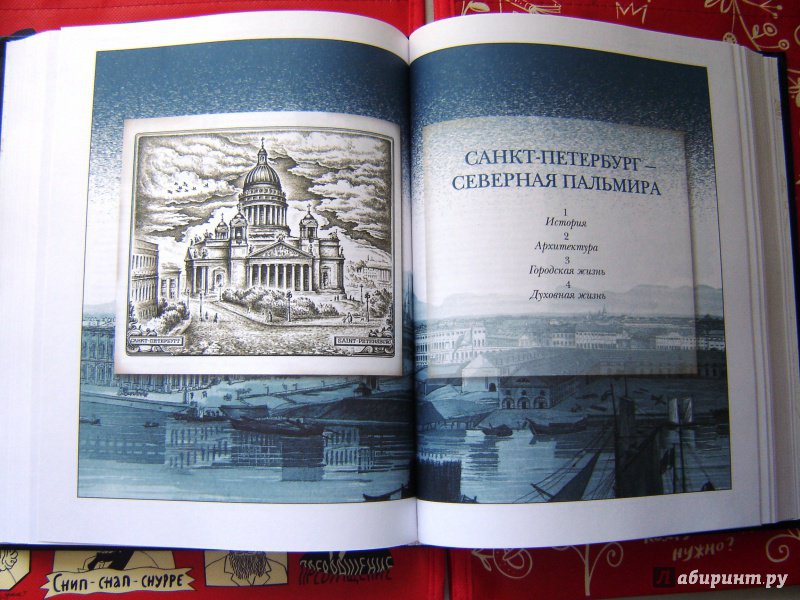 САНКТ-ПЕТЕРБУРГ –
СЕВЕРНАЯ ПАЛЬМИРА
1
История
2
Архитектура
3
Городская жизнь
4
Духовная жизнь
САНКТ-ПЕТЕРБУРГ
SAINT-PETERSBURG
СНИП-СНАП-СНУРРЕ
лабиринт.ру